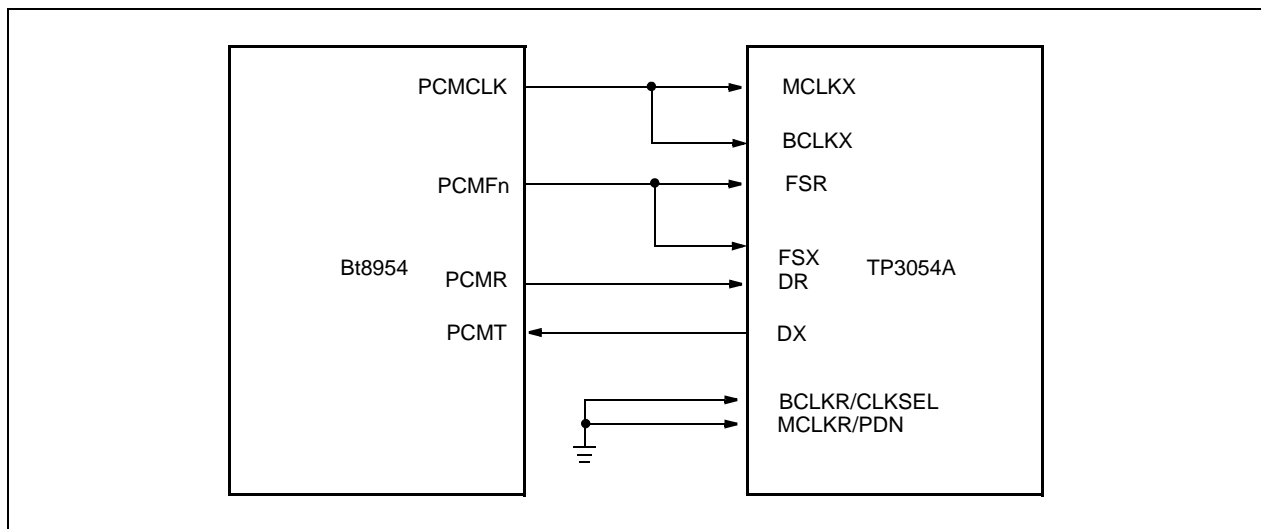 PCMCLK
MCLKX
BCLKX
PCMFn
FSR
FSX
Bt8954
TP3054A
PCMR
DR
PCMT
DX
BCLKR/CLKSEL
MCLKR/PDN